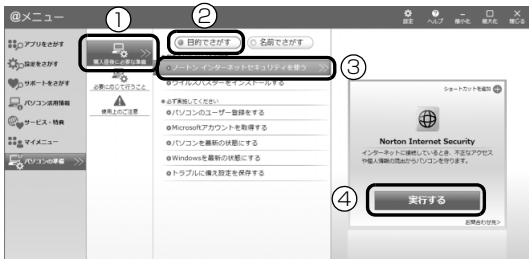 @メニュー
設定
ヘルプ
最小化
最大化
閉じる
アプリをさがす
設定をさがす
サポートをさがす
パソコン活用情報
サービス・特典
マイメニュー
パソコンの準備
①
購入直後に必要な準備
必要に応じて行うこと
使用上のご注意
②
目的でさがす
名前でさがす
ノートン インターネットセキュリティを使う
③
ウイルスバスターをインストールする
●必ず実施してください
パソコンのユーザー登録をする
Microsoftアカウントを取得する
パソコンを最新の状態にする
Windowsを最新の状態にする
トラブルに備え設定を保存する
ショートカットを追加
Norton Internet Security
インターネットに接続しているとき、不正なアクセス
や個人情報の流出からパソコンを守ります。
④
実行する
お問合わせ先>